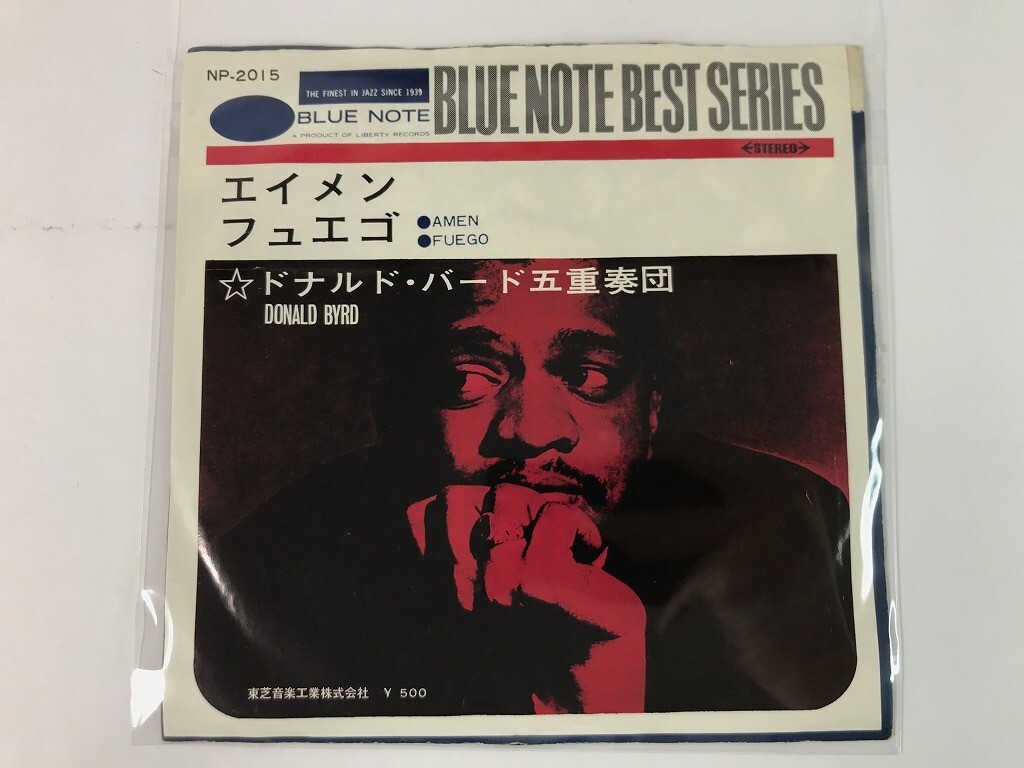 NP-2015
THE FINEST IN JAZZ SINCE 1939
BLUE NOTE
A PRODUCT OF LIBERTY RECORDS
BLUE NOTE BEST SERIES
STEREO
エイメン
フュエゴ
●AMEN
●FUEGO
☆ドナルド・バード五重奏団
DONALD BYRD
東芝音楽工業株式会社 ¥500